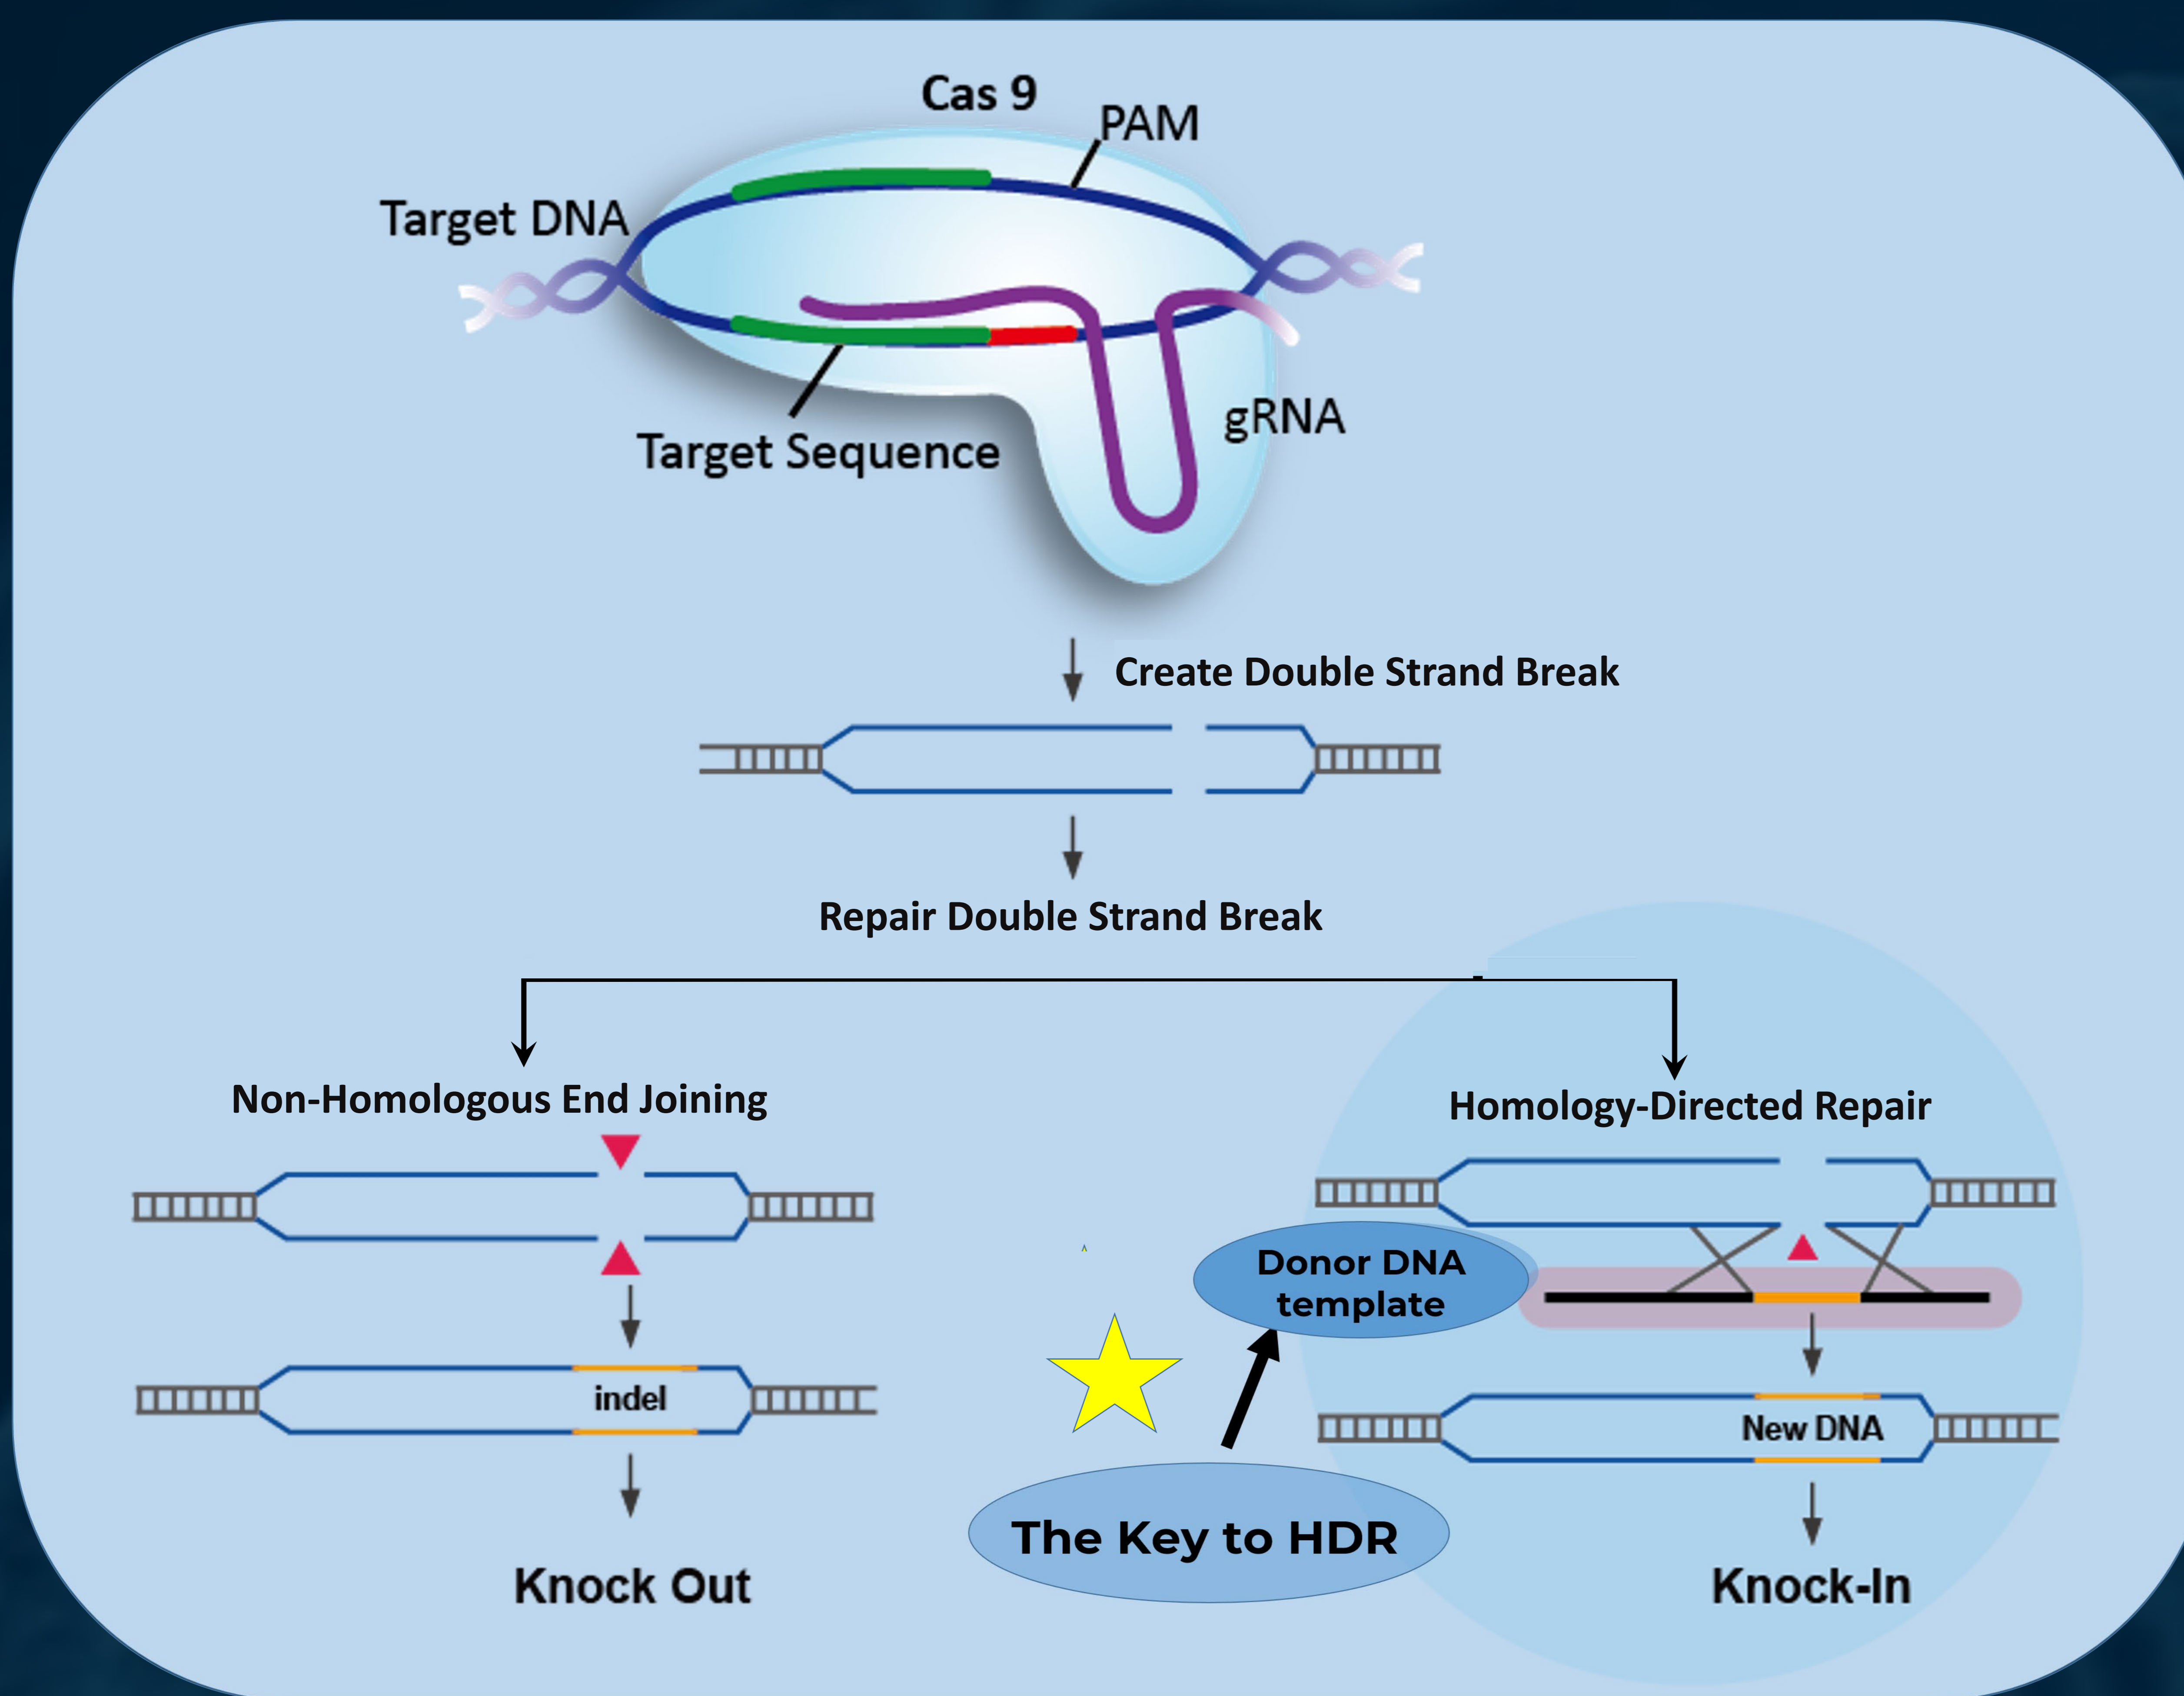 Cas 9
PAM
Target DNA
Target Sequence
gRNA
Create Double Strand Break
Repair Double Strand Break
Non-Homologous End Joining
Homology-Directed Repair
Donor DNA
template
indel
New DNA
The Key to HDR
Knock Out
Knock-In